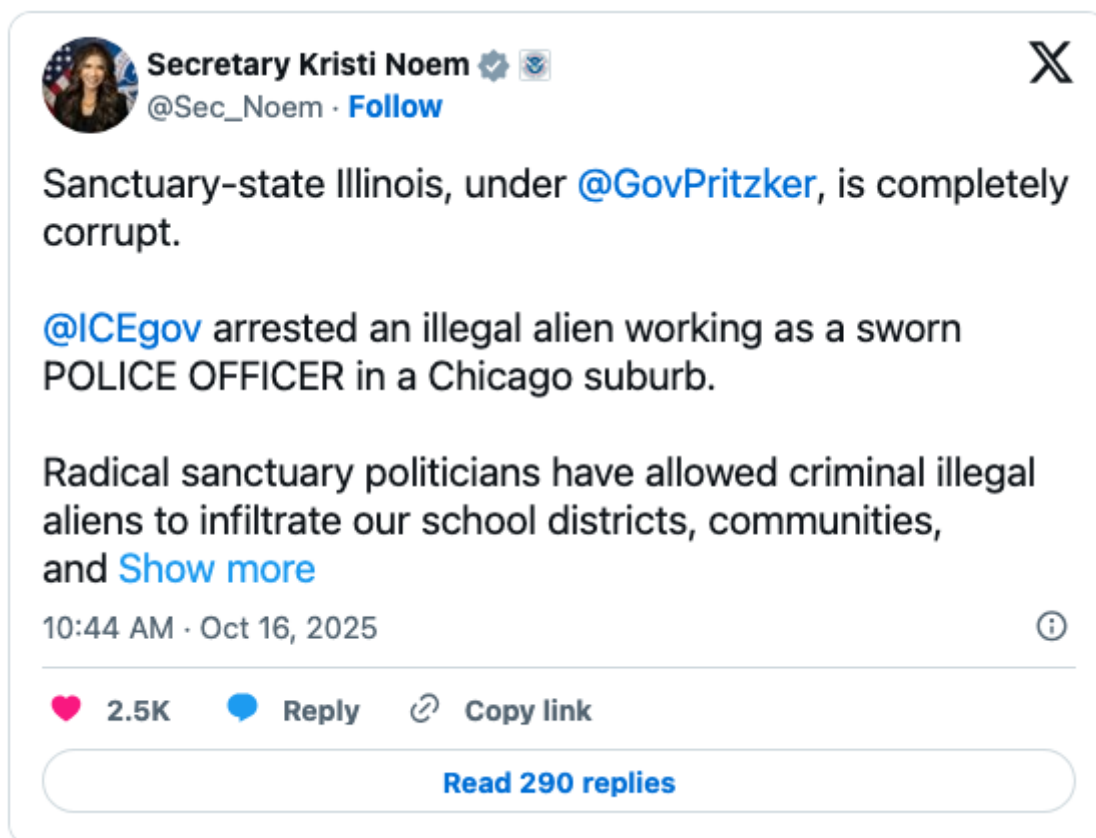 Secretary Kristi Noem
@Sec_Noem · Follow
X
Sanctuary-state Illinois, under @GovPritzker, is completely
corrupt.
@ICEgov arrested an illegal alien working as a sworn
POLICE OFFICER in a Chicago suburb.
Radical sanctuary politicians have allowed criminal illegal
aliens to infiltrate our school districts, communities,
and Show more
10:44 AM · Oct 16, 2025
2.5K Reply Copy link
Read 290 replies